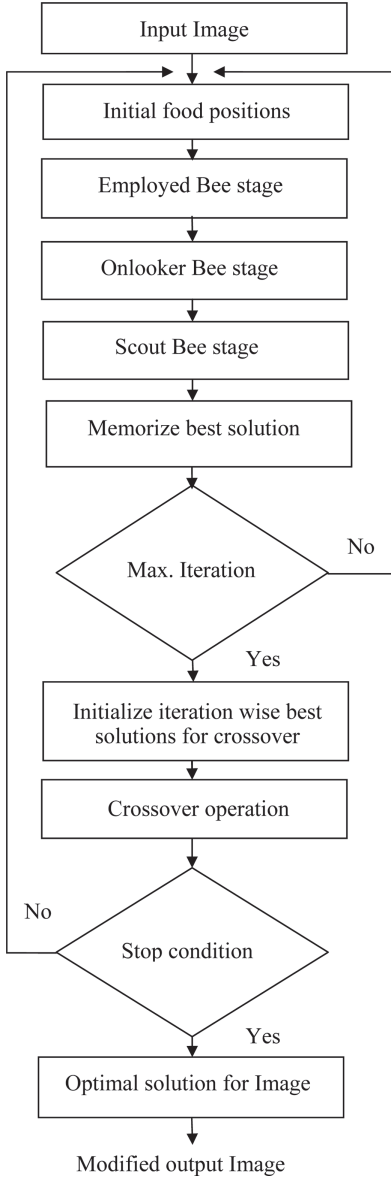 Input Image
Initial food positions
Employed Bee stage
Onlooker Bee stage
Scout Bee stage
Memorize best solution
Max. Iteration
No
Yes
Initialize iteration wise best
solutions for crossover
Crossover operation
No
Stop condition
Yes
Optimal solution for Image
Modified output Image